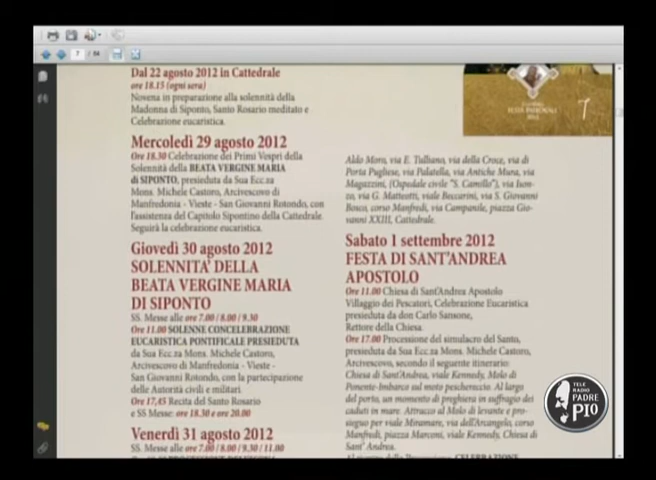 7 / 84
Dal 22 agosto 2012 in Cattedrale
ore 18.15 (ogni sera)
Novena in preparazione alla solennità della
Madonna di Siponto, Santo Rosario meditato e
Celebrazione eucaristica.
Mercoledì 29 agosto 2012
Ore 18.30 Celebrazione dei Primi Vespri della
Solennità della BEATA VERGINE MARIA
di SIPONTO, presieduta da Sua Ecc.za
Mons. Michele Castoro, Arcivescovo di
Manfredonia - Vieste - San Giovanni Rotondo, con
l'assistenza del Capitolo Sipontino della Cattedrale.
Seguirà la celebrazione eucaristica.
Giovedì 30 agosto 2012
SOLENNITA' DELLA
BEATA VERGINE MARIA
DI SIPONTO
SS. Messe alle ore 7.00 / 8.00 / 9.30
Ore 11.00 SOLENNE CONCELEBRAZIONE
EUCARISTICA PONTIFICALE PRESIEDUTA
da Sua Ecc.za Mons. Michele Castoro,
Arcivescovo di Manfredonia - Vieste -
San Giovanni Rotondo, con la partecipazione
delle Autorità civili e militari.
Ore 17,45 Recita del Santo Rosario
e SS Messe: ore 18.30 e ore 20.00
Venerdì 31 agosto 2012
SS. Messe alle ore 7.00 / 8.00 / 9.30 / 11.00
FESTA PATRONALE
2012
7
Aldo Moro, via E. Tulliano, via della Croce, via di
Porta Pugliese, via Palatella, via Antiche Mura, via
Magazzini, (Ospedale civile "S. Camillo"), via Ison-
zo, via G. Matteotti, viale Beccarini, via S. Giovanni
Bosco, corso Manfredi, via Campanile, piazza Gio-
vanni XXIII, Cattedrale.
Sabato 1 settembre 2012
FESTA DI SANT'ANDREA
APOSTOLO
Ore 11.00 Chiesa di Sant'Andrea Apostolo
Villaggio dei Pescatori, Celebrazione Eucaristica
presieduta da don Carlo Sansone,
Rettore della Chiesa.
Ore 17.00 Processione del simulacro del Santo,
presieduta da Sua Ecc.za Mons. Michele Castoro,
Arcivescovo, secondo il seguente itinerario:
Chiesa di Sant'Andrea, viale Kennedy, Molo di
Ponente-Imbarco sul moto peschereccio. Al largo
del porto, un momento di preghiera in suffragio dei
caduti in mare. Attracco al Molo di levante e pro-
sieguo per viale Miramare, via dell'Arcangelo, corso
Manfredi, piazza Marconi, viale Kennedy, Chiesa di
Sant' Andrea.
TELE
RADIO
PADRE
PIO